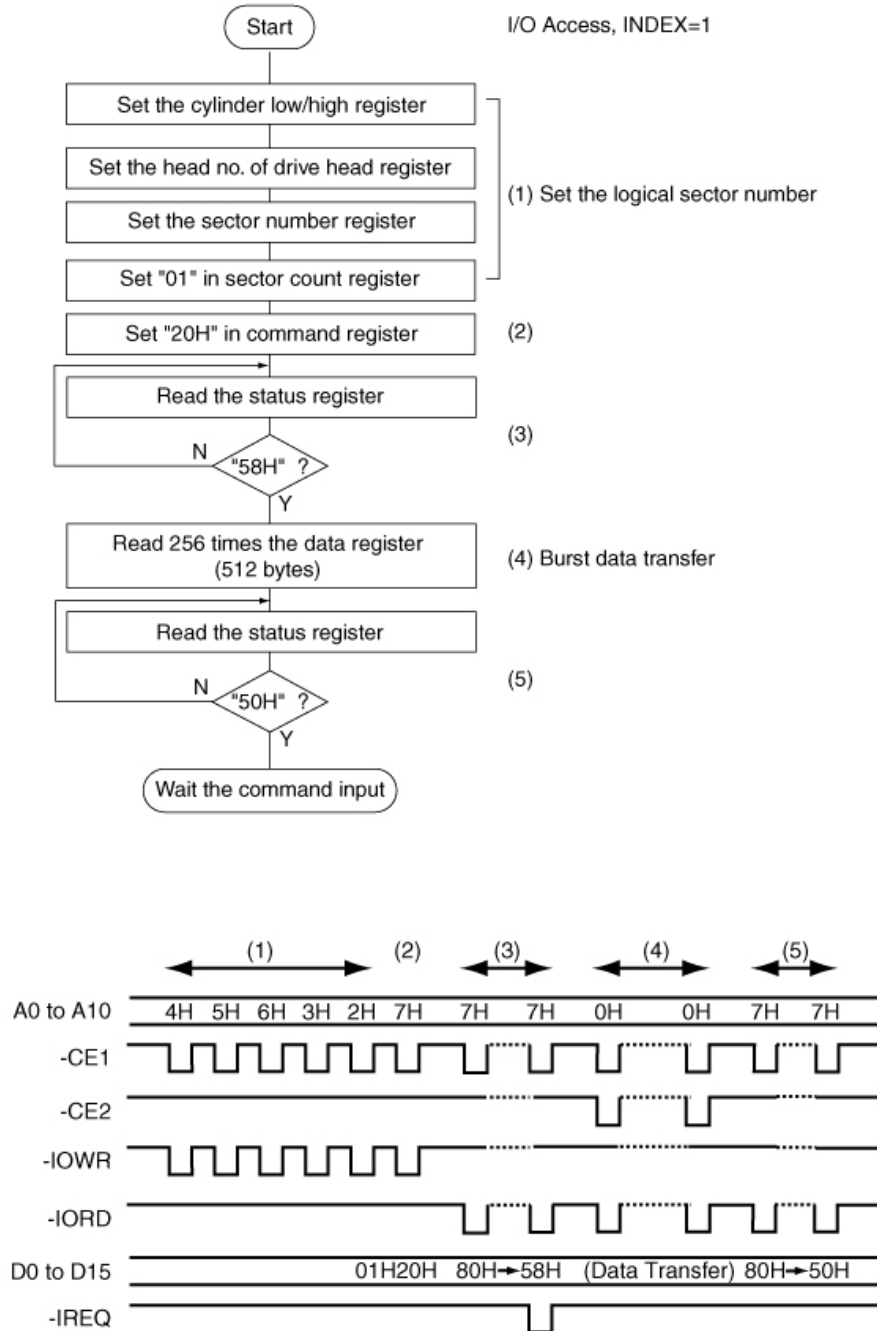 Start
I/O Access, INDEX=1
Set the cylinder low/high register
Set the head no. of drive head register
(1) Set the logical sector number
Set the sector number register
Set "01" in sector count register
Set "20H" in command register
(2)
Read the status register
(3)
N
"58H" ?
Y
Read 256 times the data register
(512 bytes)
(4) Burst data transfer
Read the status register
(5)
N
"50H" ?
Y
Wait the command input
(1) (2) (3) (4) (5)
A0 to A10 4H 5H 6H 3H 2H 7H 7H 7H 0H 0H 7H 7H
-CE1
-CE2
-IOWR
-IORD
D0 to D15 01H20H 80H→58H (Data Transfer) 80H→50H
-IREQ